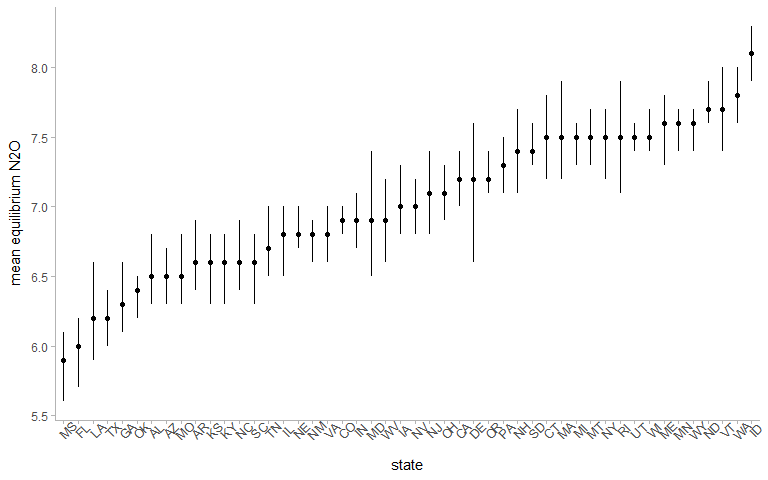 mean equilibrium N2O
8.0
7.5
7.0
6.5
6.0
5.5
MS FL LA TX GA OK AL AZ MO AR KS KY NC SC TN IL NE NM VA CO IN MD WV IA NV NJ OH CA DE OR PA NH SD CT MA MI MT NY RI UT WI ME MN WY ND VT WA ID
state